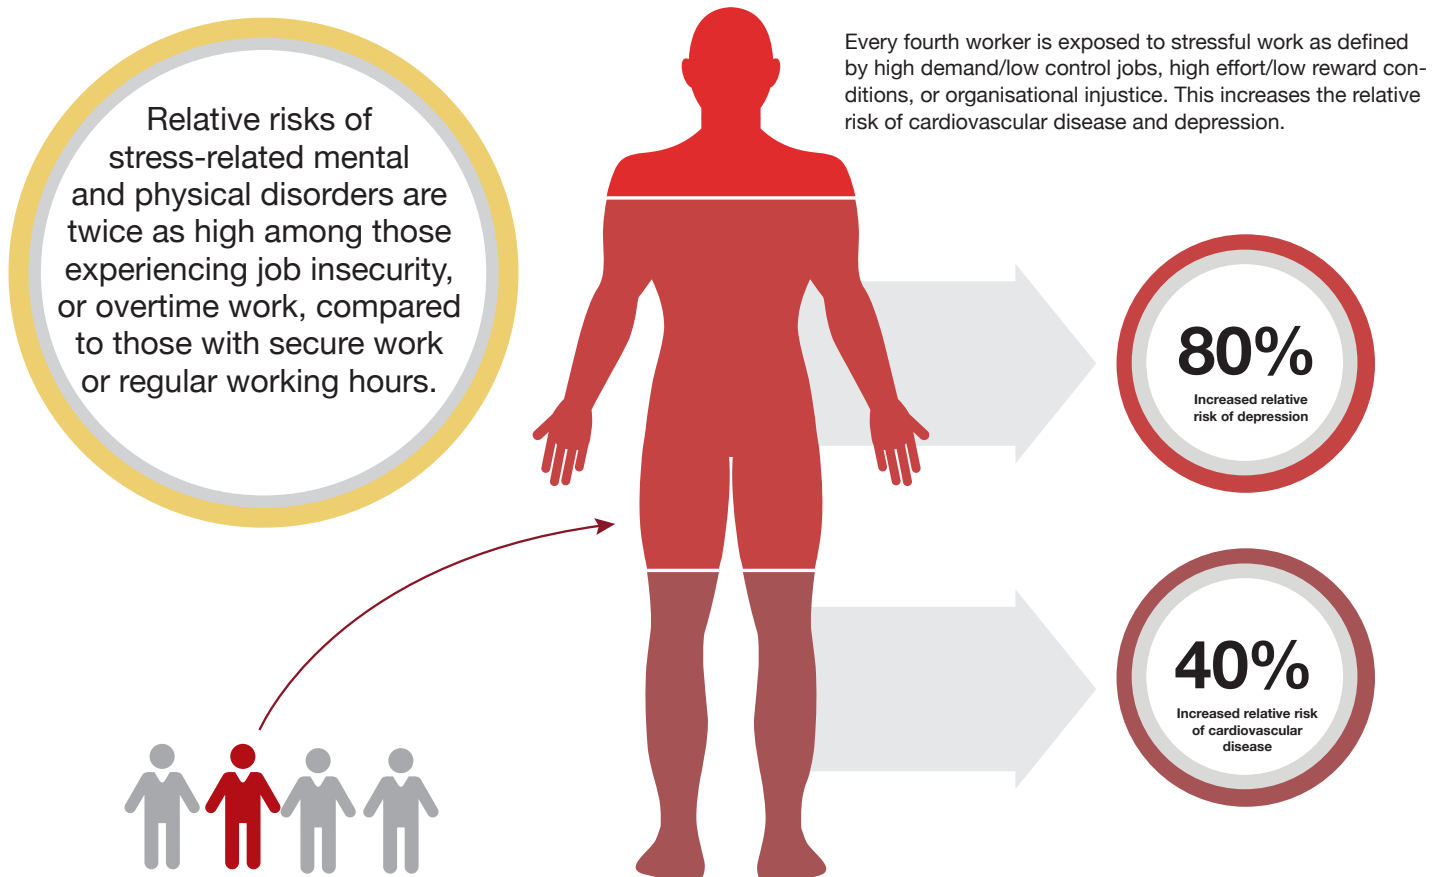 Relative risks of
stress-related mental
and physical disorders are
twice as high among those
experiencing job insecurity,
or overtime work, compared
to those with secure work
or regular working hours.
Every fourth worker is exposed to stressful work as defined
by high demand/low control jobs, high effort/low reward con-
ditions, or organisational injustice. This increases the relative
risk of cardiovascular disease and depression.
80%
Increased relative
risk of depression
40%
Increased relative risk
of cardiovascular
disease